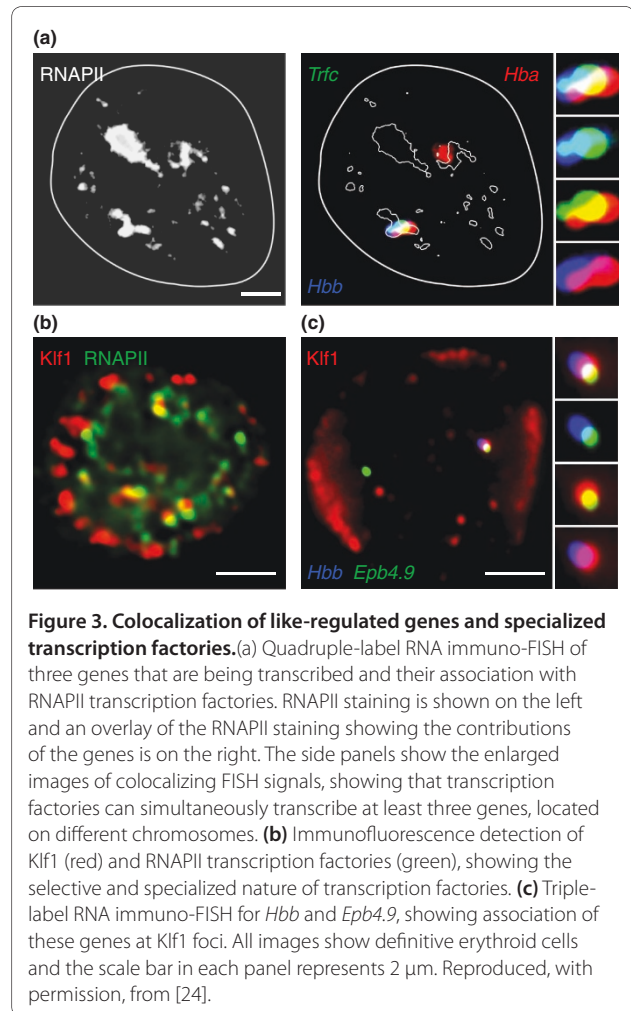 (a)
RNAPII
Trfc
Hba
Hbb
(b)
(c)
Klf1 RNAPII
Klf1
Hbb Epb4.9
Figure 3. Colocalization of like-regulated genes and specialized
transcription factories.(a) Quadruple-label RNA immuno-FISH of
three genes that are being transcribed and their association with
RNAPII transcription factories. RNAPII staining is shown on the left
and an overlay of the RNAPII staining showing the contributions
of the genes is on the right. The side panels show the enlarged
images of colocalizing FISH signals, showing that transcription
factories can simultaneously transcribe at least three genes, located
on different chromosomes. (b) Immunofluorescence detection of
Klf1 (red) and RNAPII transcription factories (green), showing the
selective and specialized nature of transcription factories. (c) Triple-
label RNA immuno-FISH for Hbb and Epb4.9, showing association of
these genes at Klf1 foci. All images show definitive erythroid cells
and the scale bar in each panel represents 2 μm. Reproduced, with
permission, from [24].